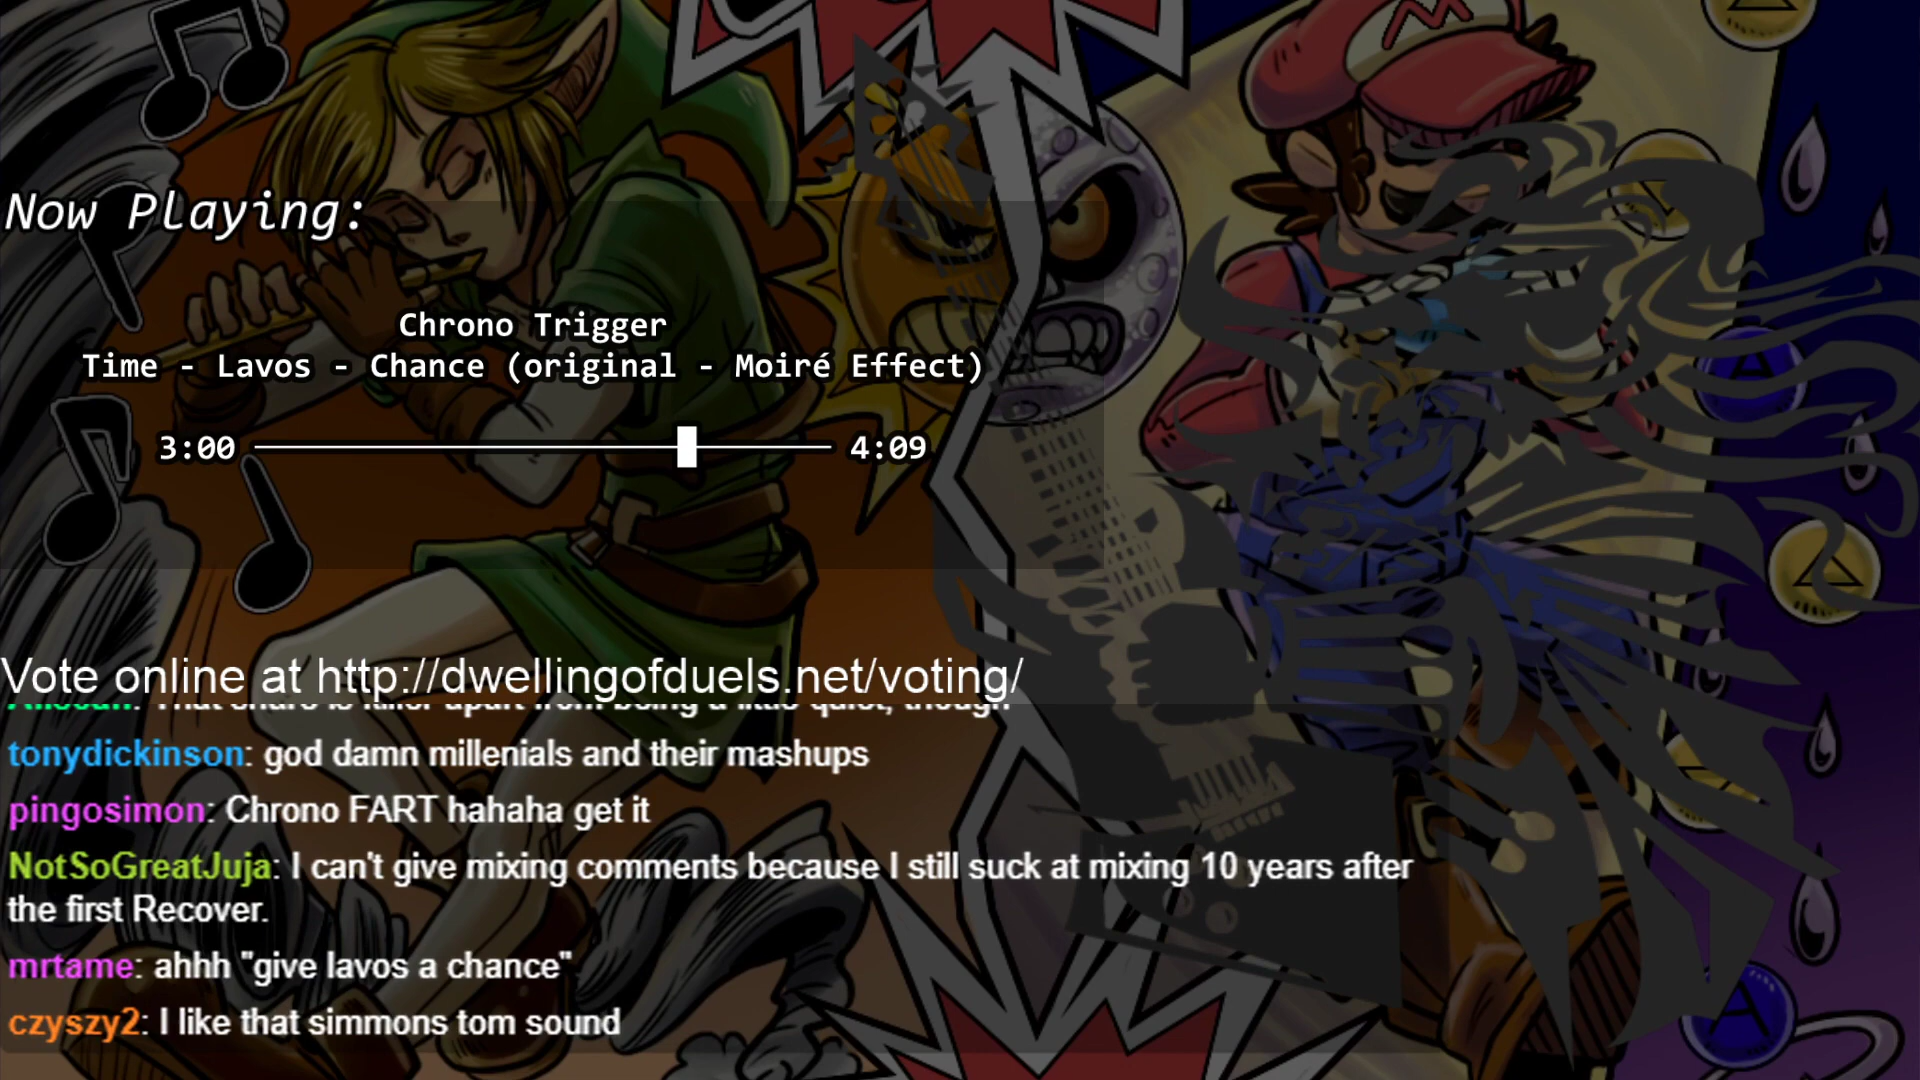 Now Playing:
Chrono Trigger
Time - Lavos - Chance (original - Moiré Effect)
3:00 4:09
Vote online at http://dwellingofduels.net/voting/
tonydickinson: god damn millenials and their mashups
pingosimon: Chrono FART hahaha get it
NotSoGreatJuja: I can't give mixing comments because I still suck at mixing 10 years after
the first Recover.
mrtame: ahhh "give lavos a chance"
czyszy2: I like that simmons tom sound